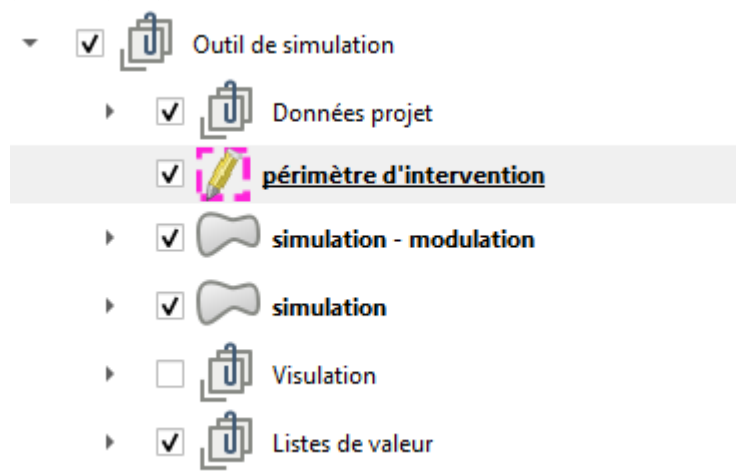 Outil de simulation
Données projet
périmètre d'intervention
simulation - modulation
simulation
Visulation
Listes de valeur